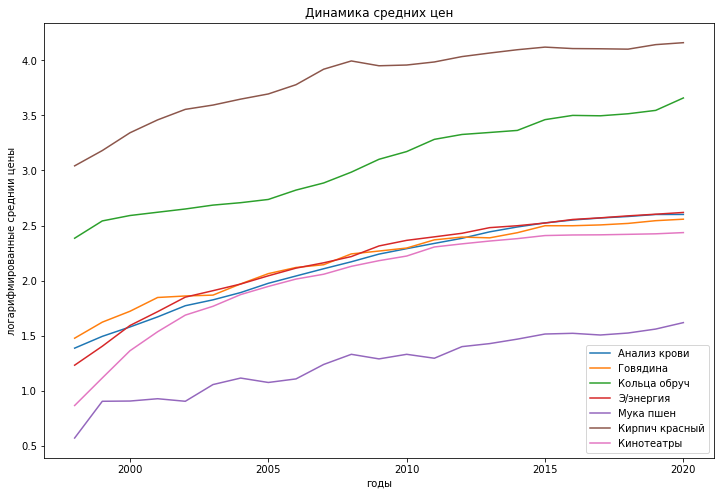 Динамика средних цен
логарифмированные среднии цены
4.0
3.5
3.0
2.5
2.0
1.5
1.0
0.5
2000
2005
2010
2015
2020
годы
Анализ крови
Говядина
Кольца обруч
Э/энергия
Мука пшен
Кирпич красный
Кинотеатры